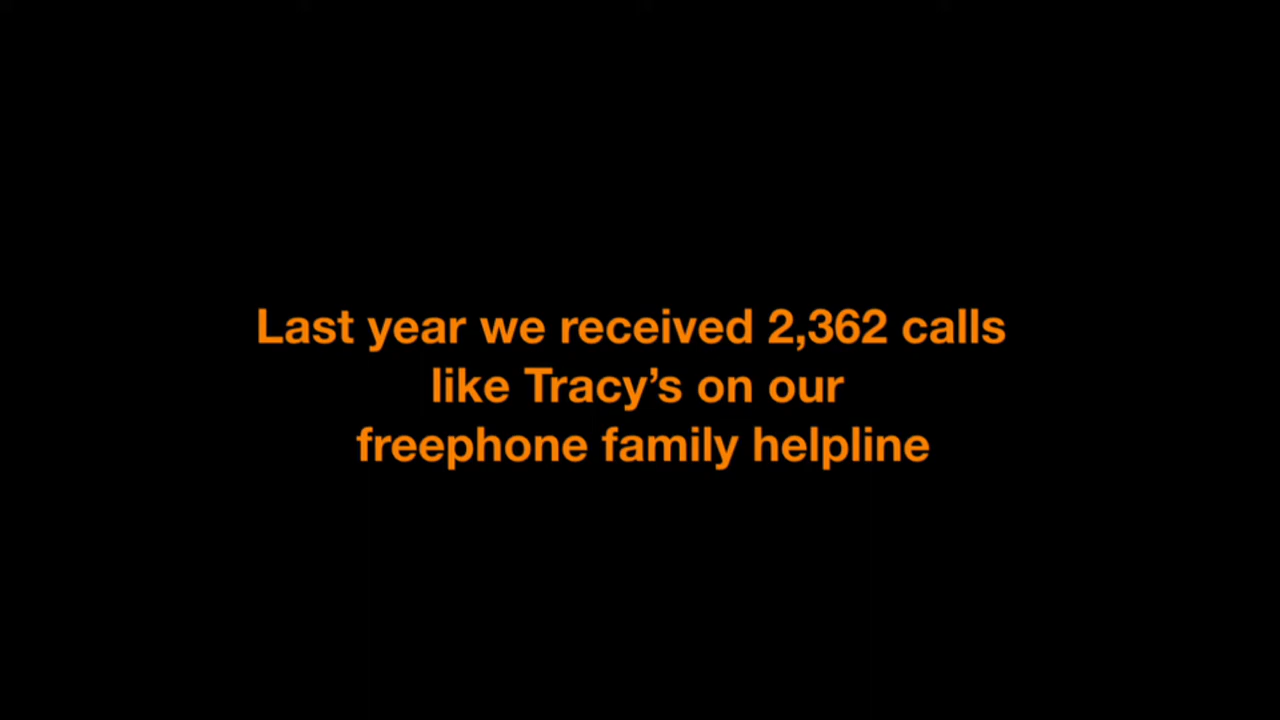 Last year we received 2,362 calls
like Tracy’s on our
freephone family helpline